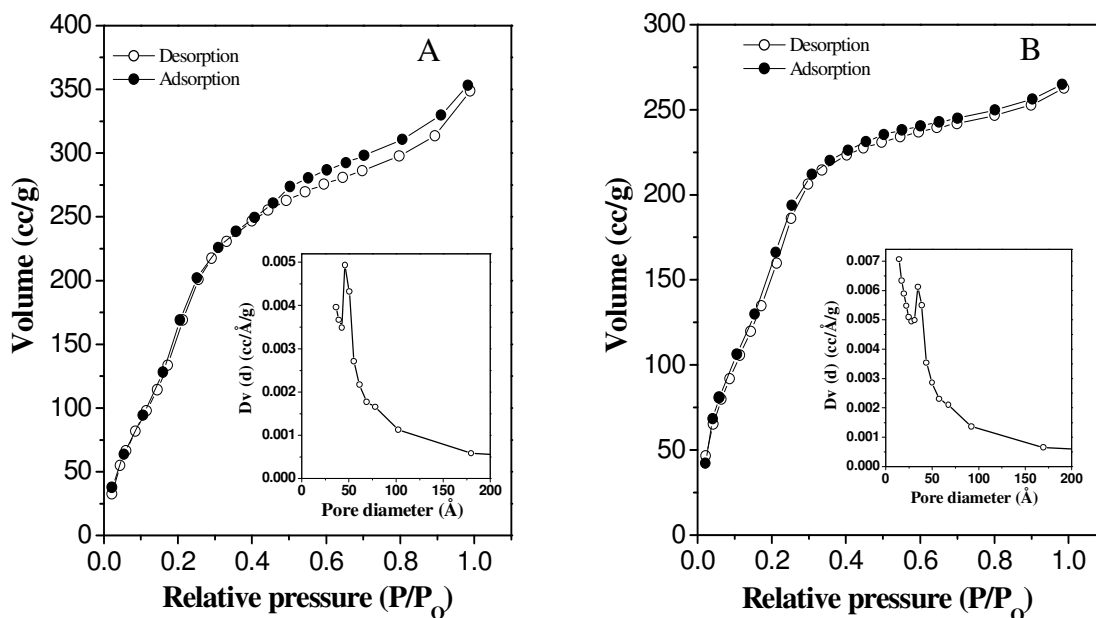 A
Desorption
Adsorption
Volume (cc/g)
400
350
300
250
200
150
100
50
0
0.0 0.2 0.4 0.6 0.8 1.0
Relative pressure (P/P_O)
Dv (d) (cc/Å/g)
0.005
0.004
0.003
0.002
0.001
0.000
0 50 100 150 200
Pore diameter (Å)
B
Desorption
Adsorption
Volume (cc/g)
300
250
200
150
100
50
0
0.0 0.2 0.4 0.6 0.8 1.0
Relative pressure (P/P_O)
Dv (d) (cc/Å/g)
0.007
0.006
0.005
0.004
0.003
0.002
0.001
0.000
0 50 100 150 200
Pore diameter (Å)